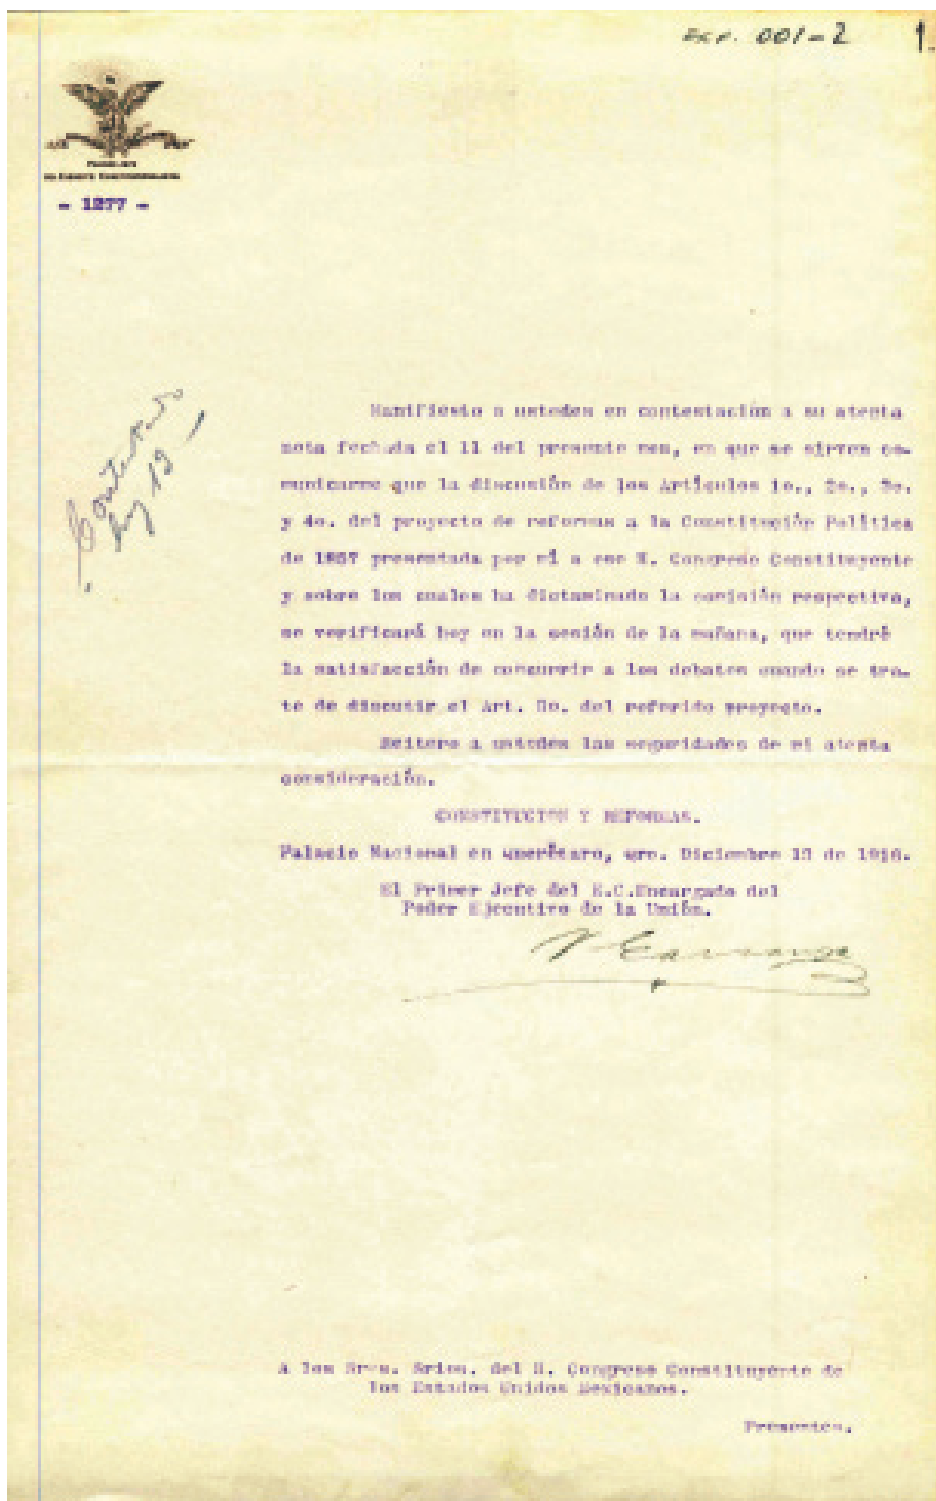 Exp. 001-2 1.
- 1277 -
Contestado
hoy 13 -
Manifiesto a ustedes en contestación a su atenta
nota fechada el 11 del presente mes, en que se sirven co-
municarme que la discusión de los Artículos 1o., 2o., 3o.
y 4o. del proyecto de reformas a la Constitución Política
de 1857 presentada por mí a ese H. Congreso Constituyente
y sobre los cuales ha dictaminado la comisión respectiva,
se verificará hoy en la sesión de la mañana, que tendré
la satisfacción de concurrir a los debates cuando se tra-
te de discutir el Art. 3o. del referido proyecto.
Reitero a ustedes las seguridades de mi atenta
consideración.
CONSTITUCION Y REFORMAS.
Palacio Nacional en Querétaro, Qro. Diciembre 13 de 1916.
El Primer Jefe del E.C.Encargado del
Poder Ejecutivo de la Unión.
V Carranza
A los Sres. Srios. del H. Congreso Constituyente de
los Estados Unidos Mexicanos.
Presentes.